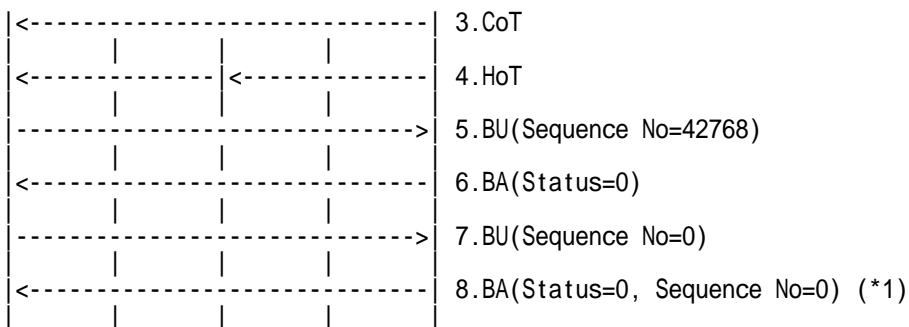 |<------------------------------| 3.CoT
| | | | |
|<--------------|<--------------| 4.HoT
| | | | |
|------------------------------>| 5.BU(Sequence No=42768)
| | | | |
|<------------------------------| 6.BA(Status=0)
| | | | |
|------------------------------>| 7.BU(Sequence No=0)
| | | | |
|<------------------------------| 8.BA(Status=0, Sequence No=0) (*1)
| | | | |